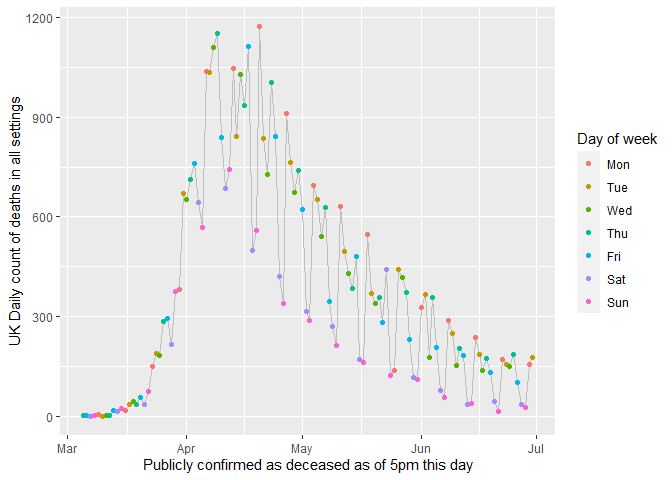 UK Daily count of deaths in all settings
1200
900
600
300
0
Mar
Apr
May
Jun
Jul
Publicly confirmed as deceased as of 5pm this day
Day of week
Mon
Tue
Wed
Thu
Fri
Sat
Sun